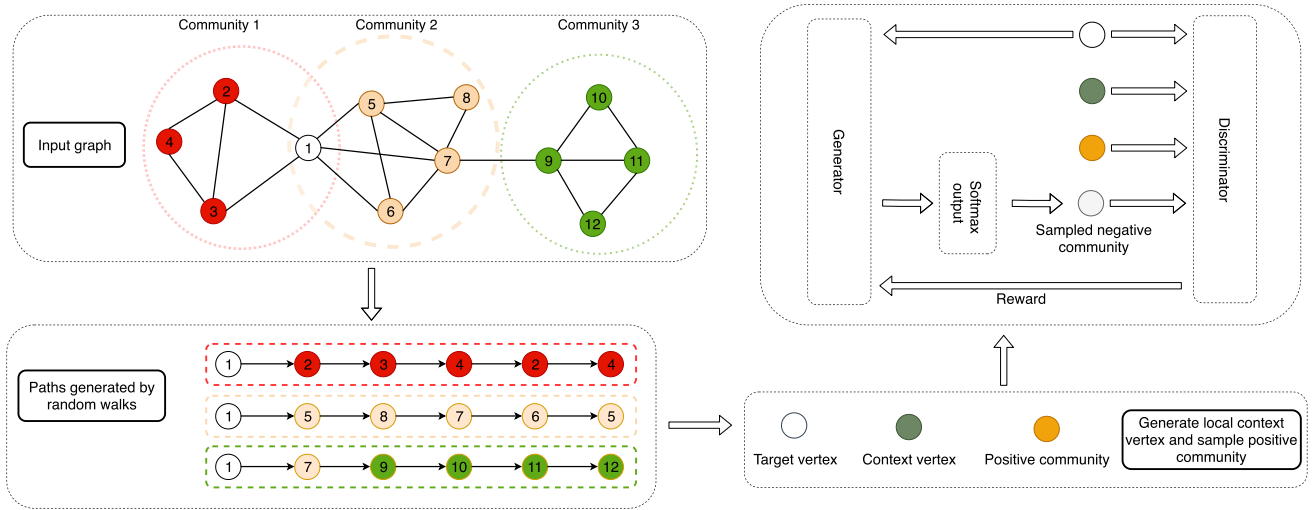 Community 1
Community 2
Community 3
Input graph
2
4
3
1
5
8
7
6
10
9
11
12
Paths generated by
random walks
1 2 3 4 2 4
1 5 8 7 6 5
1 7 9 10 11 12
Generator
Softmax
output
Sampled negative
community
Discriminator
Reward
Target vertex
Context vertex
Positive community
Generate local context
vertex and sample positive
community